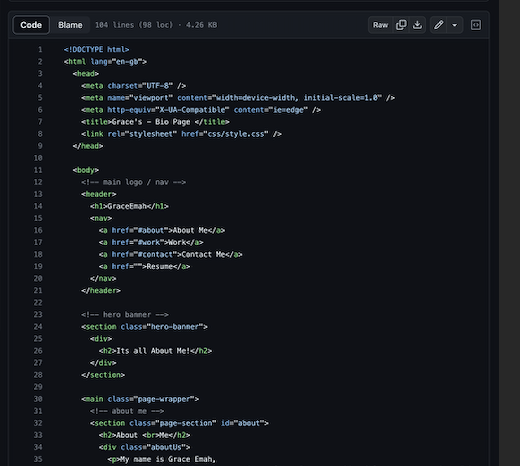 Code Blame 104 lines (98 loc) · 4.26 KB Raw
1 <!DOCTYPE html>
2 <html lang="en-gb">
3 <head>
4 <meta charset="UTF-8" />
5 <meta name="viewport" content="width=device-width, initial-scale=1.0" />
6 <meta http-equiv="X-UA-Compatible" content="ie=edge" />
7 <title>Grace's - Bio Page </title>
8 <link rel="stylesheet" href="css/style.css" />
9 </head>
10
11 <body>
12 <!-- main logo / nav -->
13 <header>
14 <h1>GraceEmah</h1>
15 <nav>
16 <a href="#about">About Me</a>
17 <a href="#work">Work</a>
18 <a href="#contact">Contact Me</a>
19 <a href="">Resume</a>
20 </nav>
21 </header>
22
23 <!-- hero banner -->
24 <section class="hero-banner">
25 <div>
26 <h2>Its all About Me!</h2>
27 </div>
28 </section>
29
30 <main class="page-wrapper">
31 <!-- about me -->
32 <section class="page-section" id="about">
33 <h2>About <br>Me</h2>
34 <div class="aboutUs">
35 <p>My name is Grace Emah,